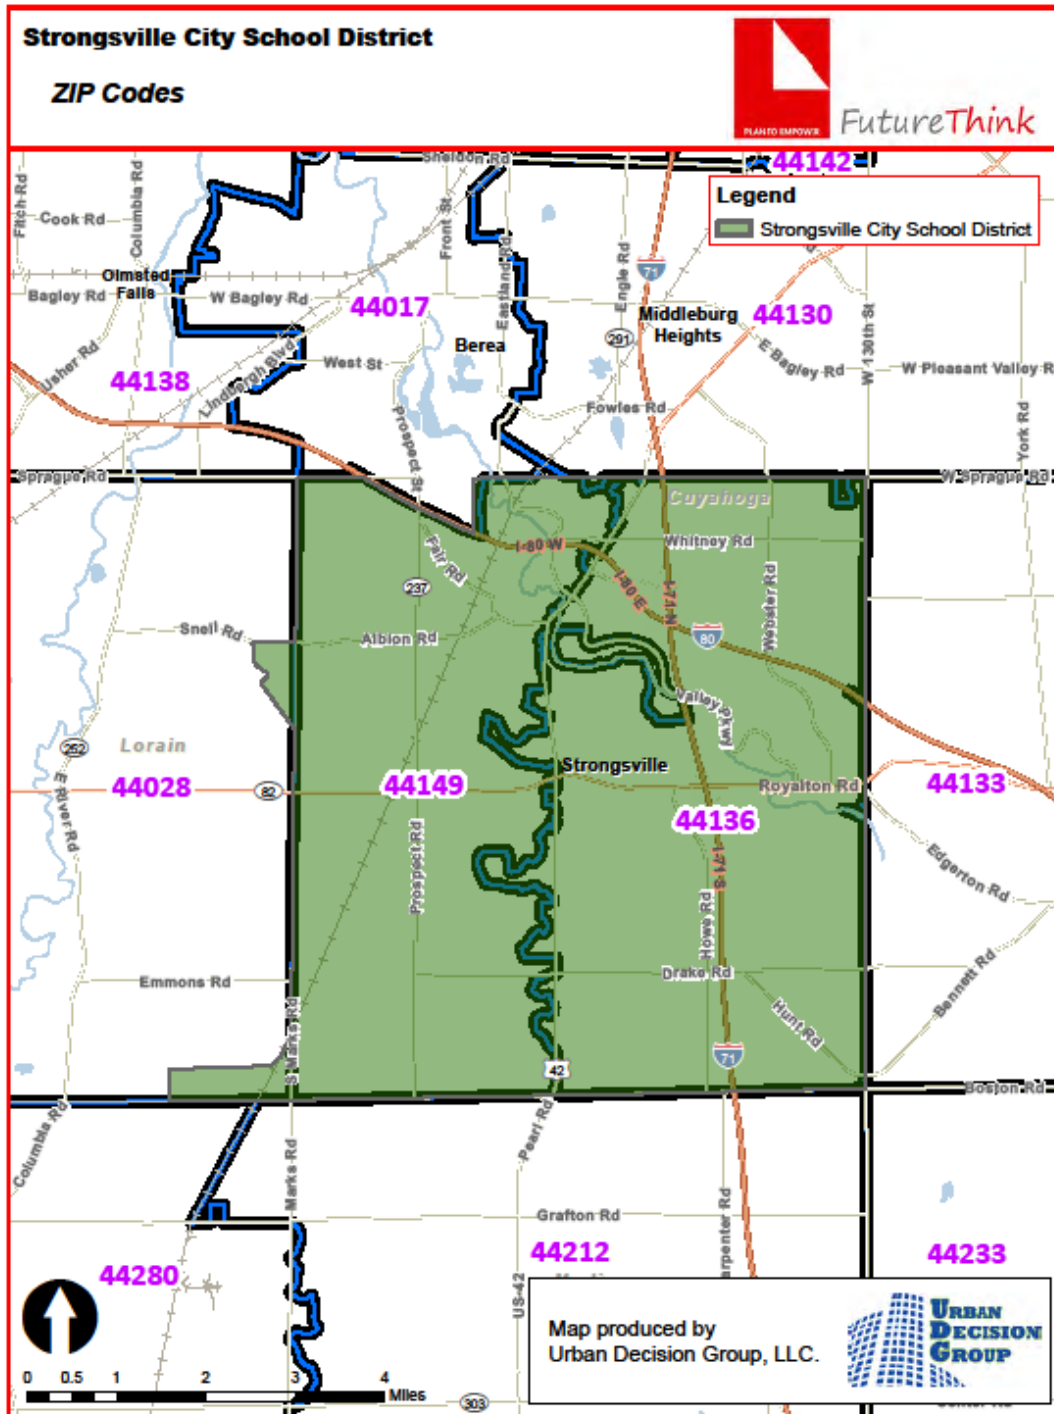 Strongsville City School District
ZIP Codes
PLAN TO EMPOWER
FutureThink
Sheldon Rd
44142
Legend
Strongsville City School District
Fitch Rd
Columbia Rd
Cook Rd
Front St
Eastland Rd
Engle Rd
71
Olmsted
Falls
Bagley Rd
W Bagley Rd
44017
Middleburg
Heights
44130
W 130th St
291
Berea
Usher Rd
Lindbergh Blvd
West St
E Bagley Rd
W Pleasant Valley R
44138
Prospect St
Fowles Rd
York Rd
Sprague Rd
W Sprague Rd
Cuyahoga
I-80 W
Whitney Rd
Fair Rd
237
I-80 E
I-71 N
Webster Rd
Snell Rd
Albion Rd
80
Valley Pkwy
252
Lorain
E River Rd
Strongsville
44028
82
44149
Royalton Rd
44133
44136
Prospect Rd
I-71 S
Edgerton Rd
Howe Rd
Emmons Rd
Drake Rd
Bennett Rd
S Marks Rd
Hunt Rd
71
42
Boston Rd
Columbia Rd
Pearl Rd
Marks Rd
Grafton Rd
arpenter Rd
44212
44233
44280
US-42
Map produced by
Urban Decision Group, LLC.
URBAN
DECISION
GROUP
0 0.5 1 2 3 4
Miles
303